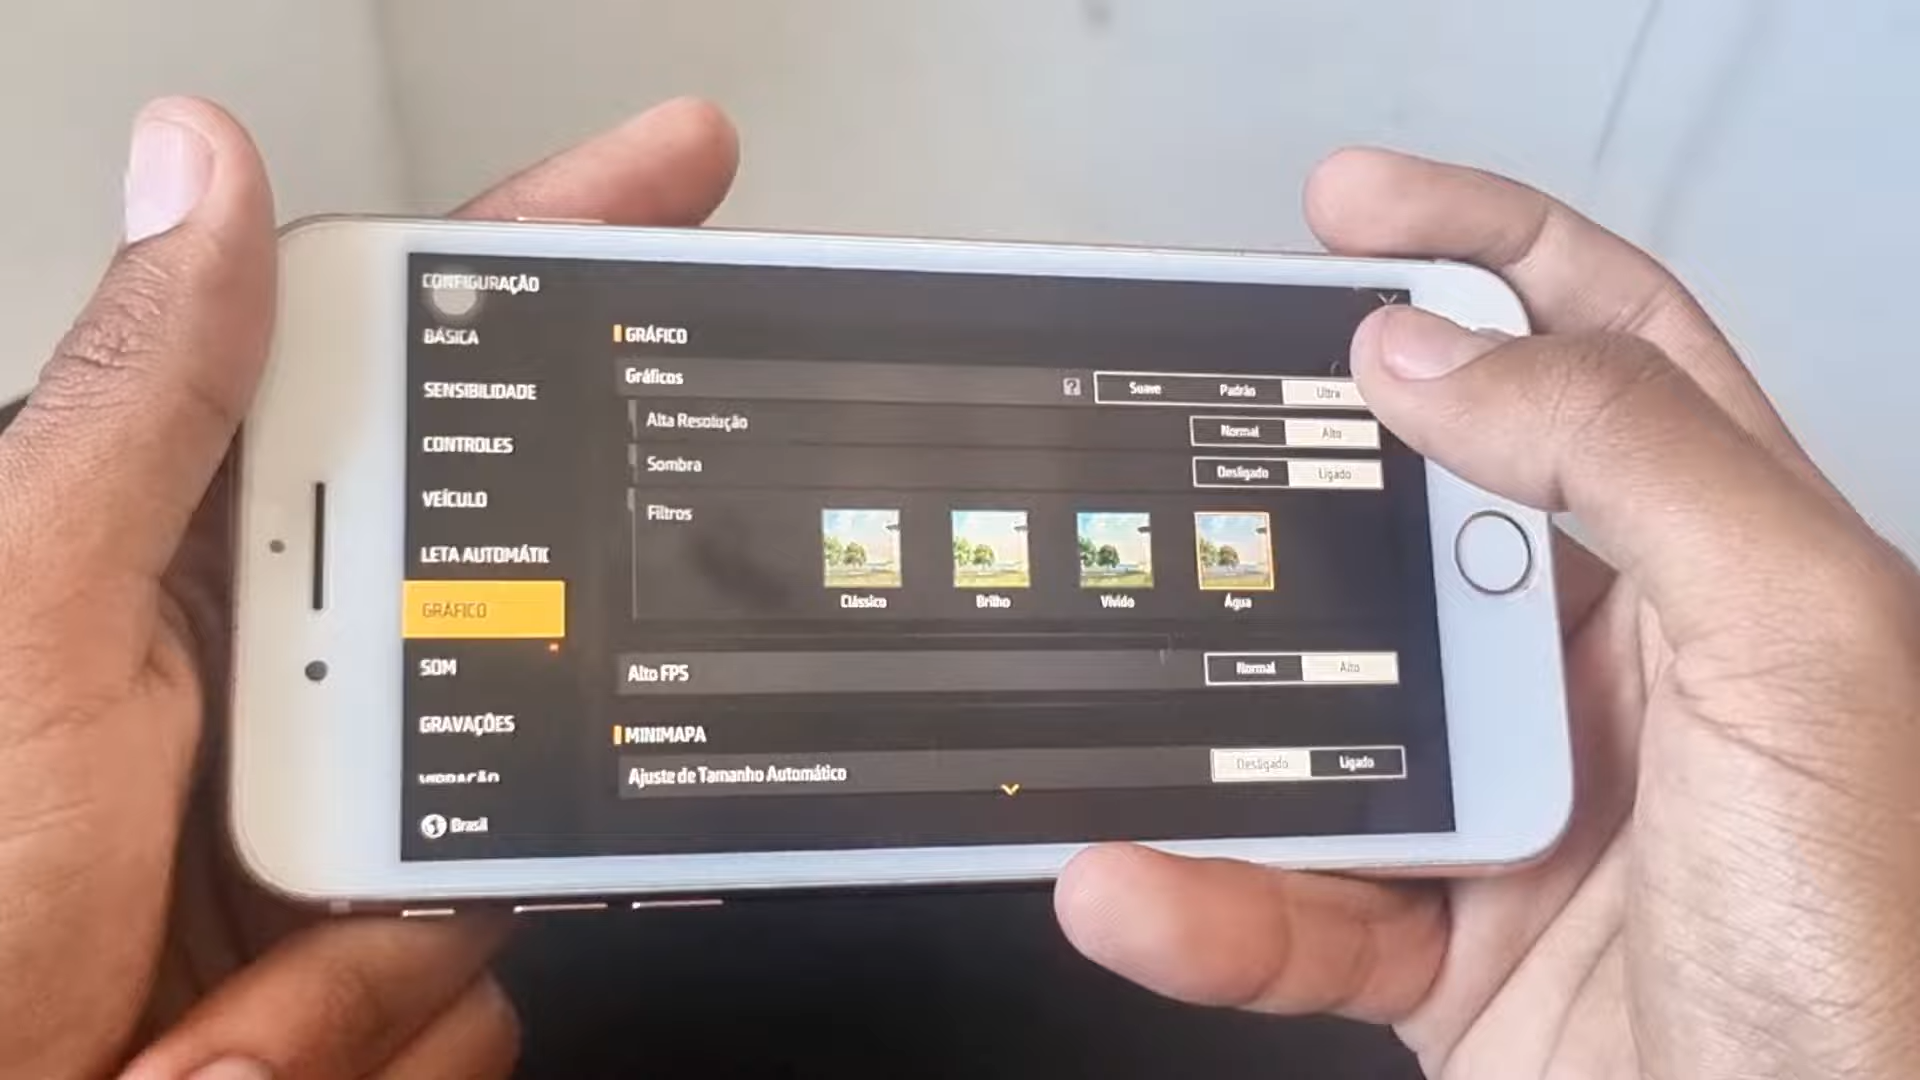 CONFIGURAÇÃO
BÁSICA
SENSIBILIDADE
CONTROLES
VEÍCULO
LETA AUTOMÁTIC
GRÁFICO
SOM
GRAVAÇÕES
Brasil
GRÁFICO
Gráficos ? Suave Padrão Ultra
Alta Resolução Normal Alto
Sombra Desligado Ligado
Filtros
Clássico Brilho Vívido Água
Alto FPS Normal Alto
MINIMAPA
Ajuste de Tamanho Automático Desligado Ligado